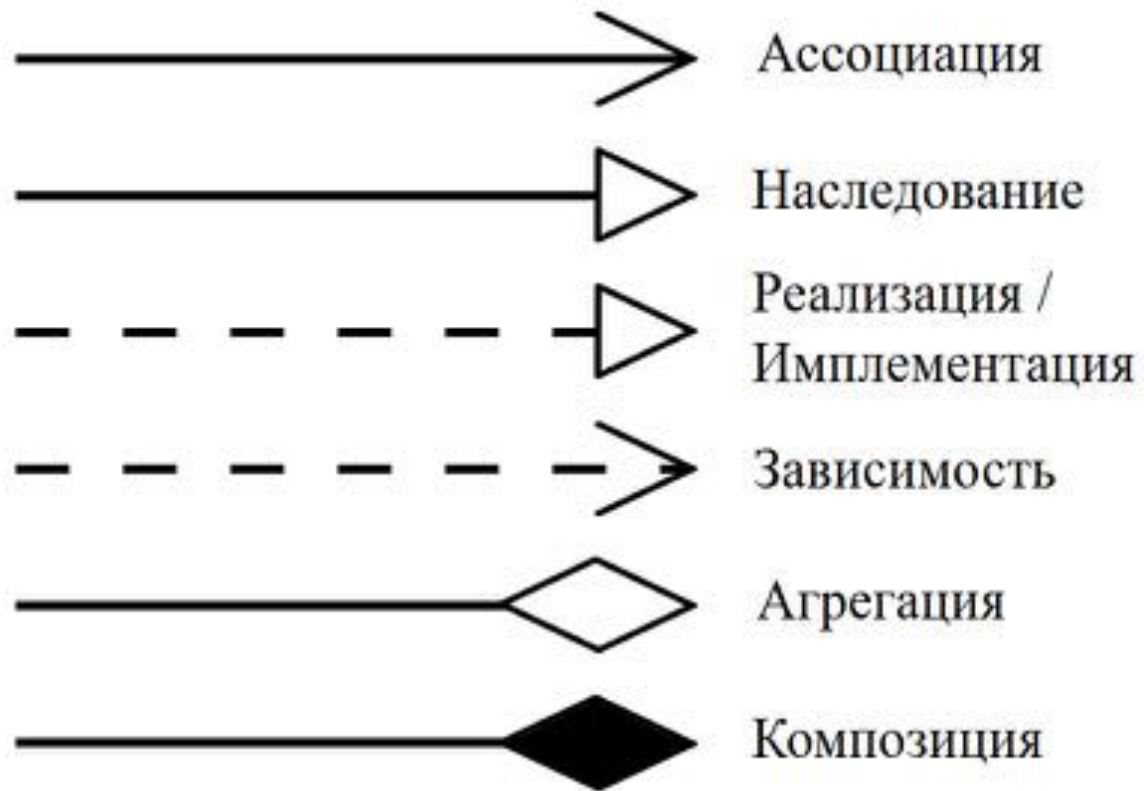 Ассоциация
Наследование
Реализация /
Имплементация
Зависимость
Агрегация
Композиция